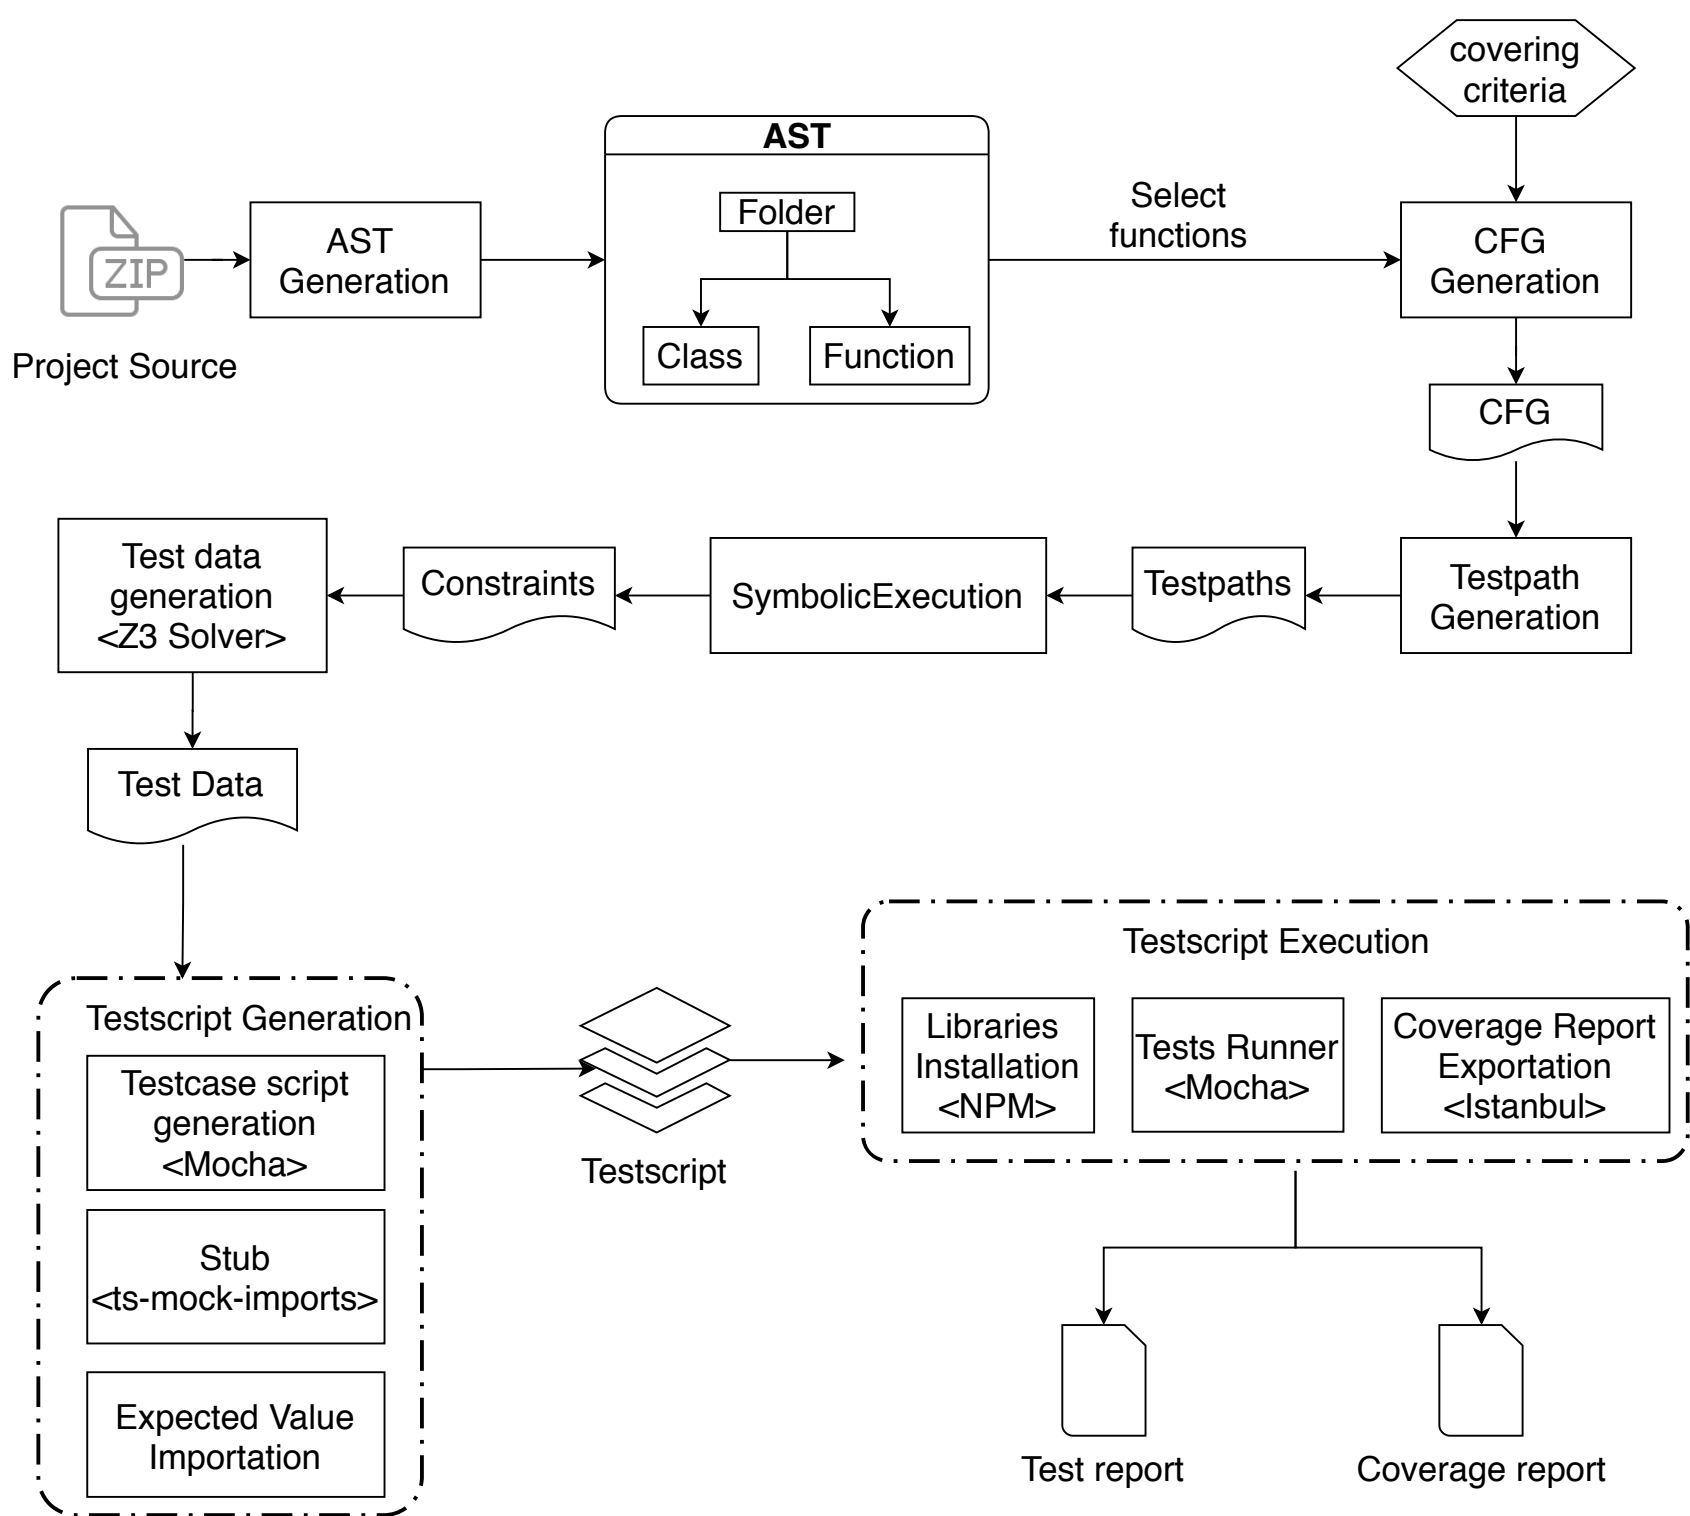 covering
criteria
AST
Select
functions
Folder
ZIP
AST
Generation
CFG
Generation
Class
Function
Project Source
CFG
Test data
generation
<Z3 Solver>
Constraints
SymbolicExecution
Testpaths
Testpath
Generation
Test Data
Testscript Generation
Testcase script
generation
<Mocha>
Stub
<ts-mock-imports>
Expected Value
Importation
Testscript
Testscript Execution
Libraries
Installation
<NPM>
Tests Runner
<Mocha>
Coverage Report
Exportation
<Istanbul>
Test report
Coverage report